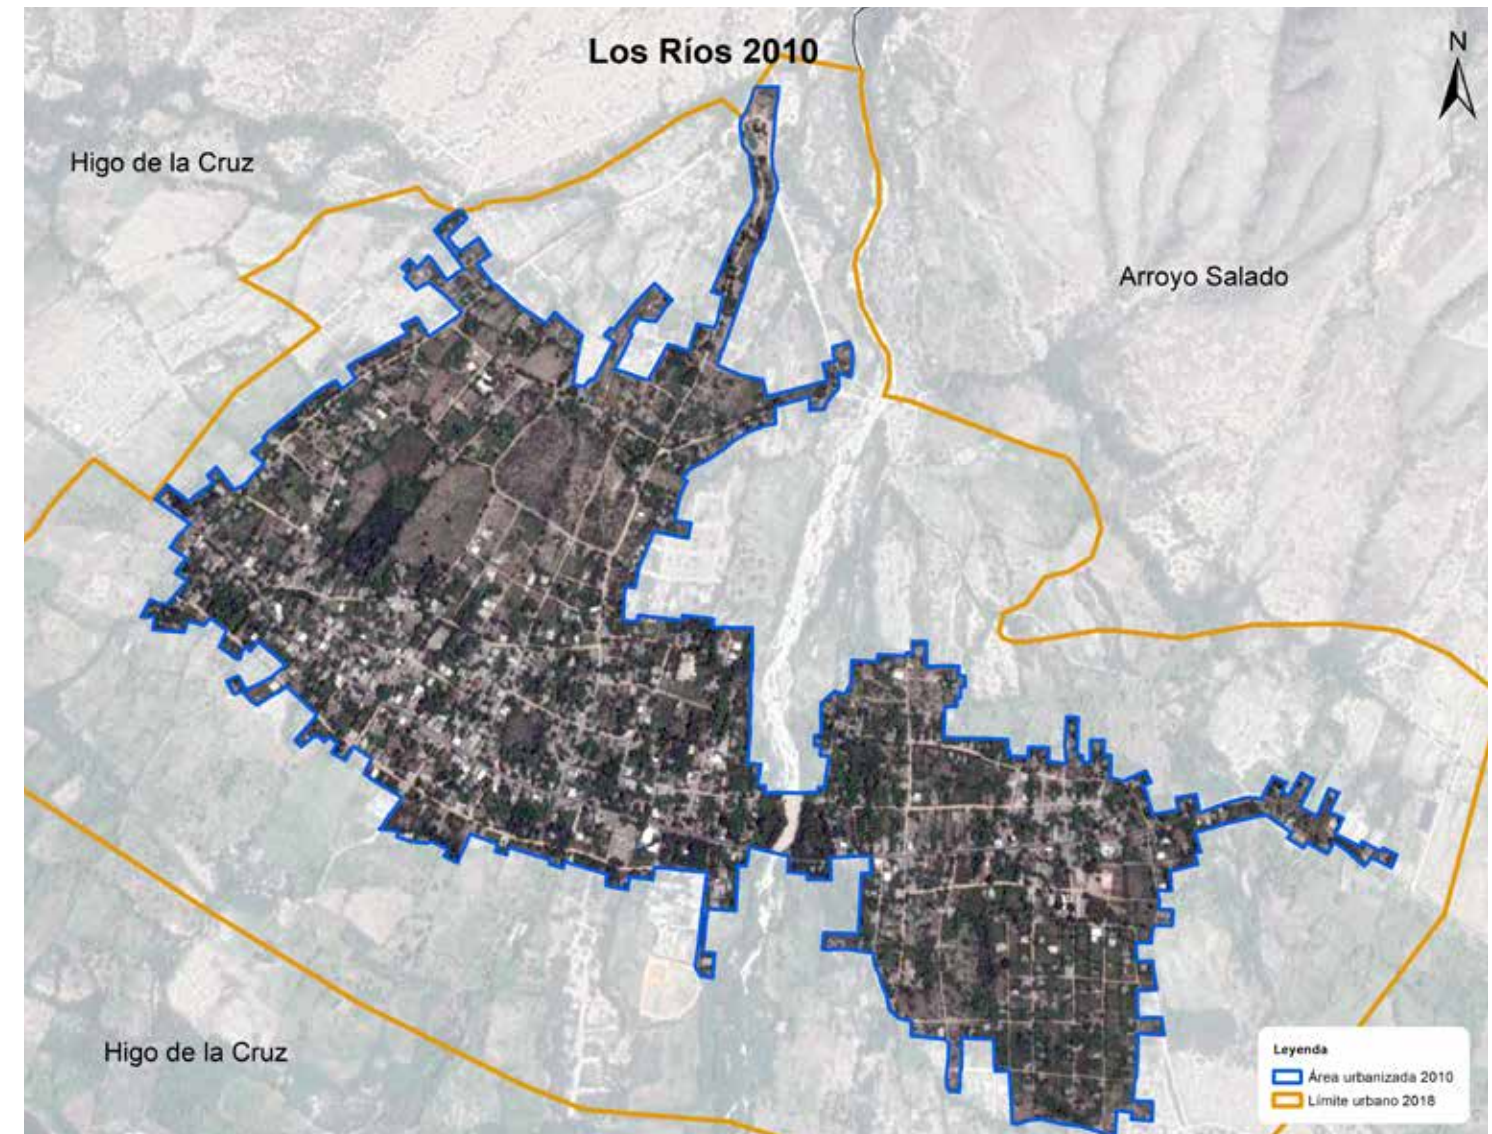 Los Ríos 2010
N
Higo de la Cruz
Arroyo Salado
Higo de la Cruz
Leyenda
Área urbanizada 2010
Límite urbano 2018